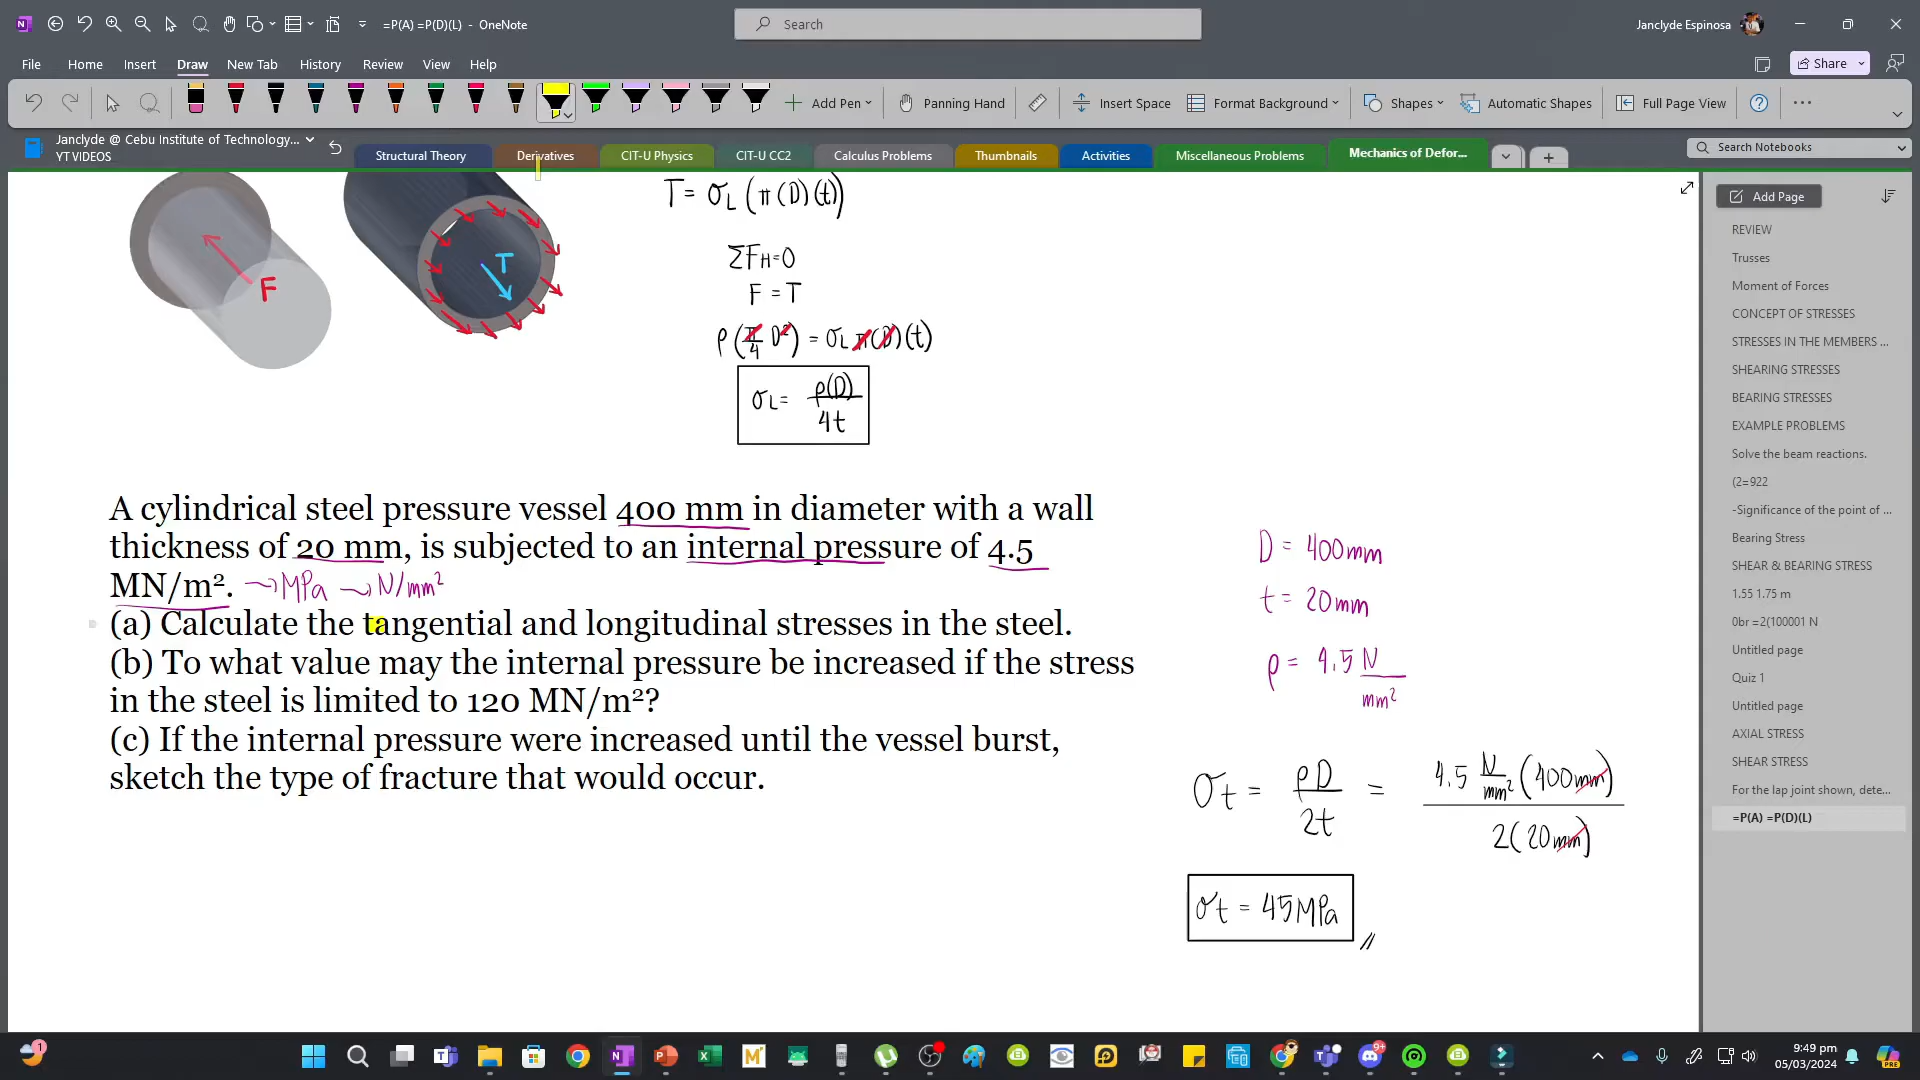 =P(A) =P(D)(L) - OneNote
Search
Janclyde Espinosa
File Home Insert Draw New Tab History Review View Help
Share
Add Pen
Panning Hand
Insert Space
Format Background
Shapes
Automatic Shapes
Full Page View
Janclyde @ Cebu Institute of Technology...
YT VIDEOS
Structural Theory
Derivatives
CIT-U Physics
CIT-U CC2
Calculus Problems
Thumbnails
Activities
Miscellaneous Problems
Mechanics of Defor...
Search Notebooks
F
T
T = σL (π(D)(t))
ΣFH=0
F = T
ρ(π/4 D²) = σL π(D)(t)
σL = ρ(D)/4t
A cylindrical steel pressure vessel 400 mm in diameter with a wall
thickness of 20 mm, is subjected to an internal pressure of 4.5
MN/m². → MPa → N/mm²
(a) Calculate the tangential and longitudinal stresses in the steel.
(b) To what value may the internal pressure be increased if the stress
in the steel is limited to 120 MN/m²?
(c) If the internal pressure were increased until the vessel burst,
sketch the type of fracture that would occur.
D = 400mm
t = 20mm
ρ = 4.5 N/mm²
σt = ρD/2t = 4.5 N/mm² (400mm)/2(20mm)
σt = 45MPa //
Add Page
REVIEW
Trusses
Moment of Forces
CONCEPT OF STRESSES
STRESSES IN THE MEMBERS ...
SHEARING STRESSES
BEARING STRESSES
EXAMPLE PROBLEMS
Solve the beam reactions.
(2=922
-Significance of the point of ...
Bearing Stress
SHEAR & BEARING STRESS
1.55 1.75 m
0br =2(100001 N
Untitled page
Quiz 1
Untitled page
AXIAL STRESS
SHEAR STRESS
For the lap joint shown, dete...
=P(A) =P(D)(L)
1
9+
9:49 pm
05/03/2024
PRE